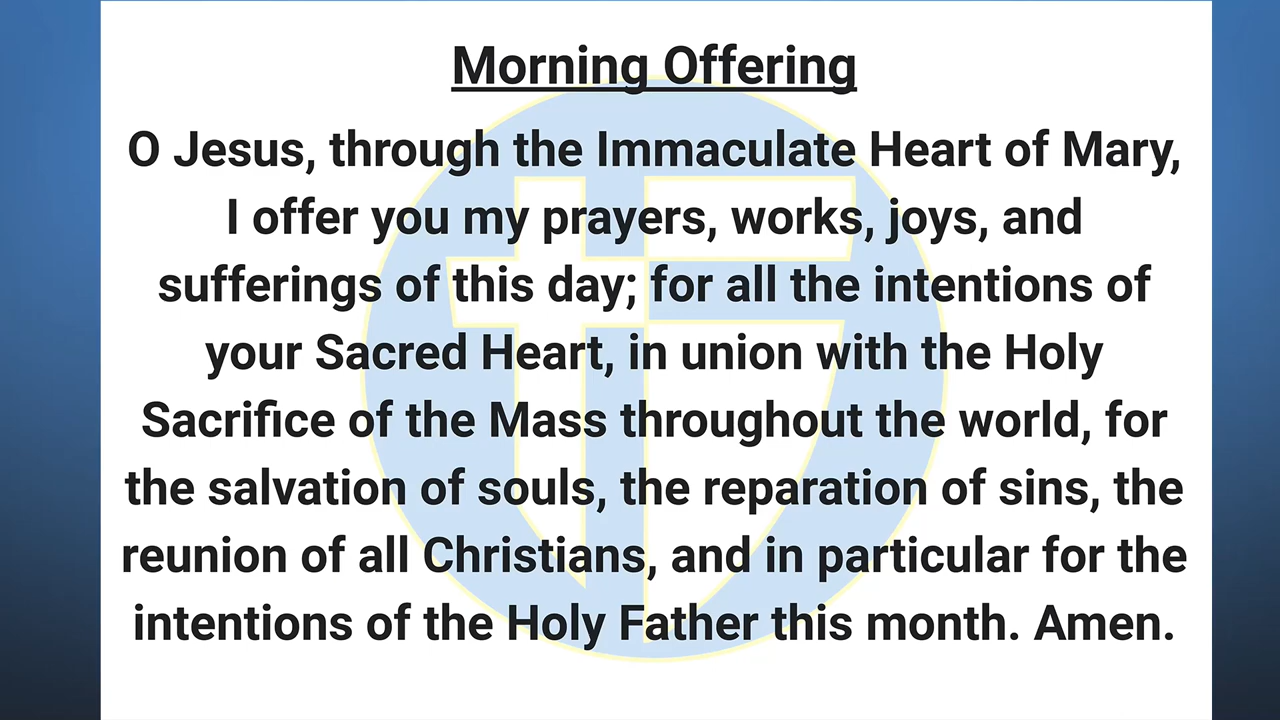 Morning Offering
O Jesus, through the Immaculate Heart of Mary,
I offer you my prayers, works, joys, and
sufferings of this day; for all the intentions of
your Sacred Heart, in union with the Holy
Sacrifice of the Mass throughout the world, for
the salvation of souls, the reparation of sins, the
reunion of all Christians, and in particular for the
intentions of the Holy Father this month. Amen.